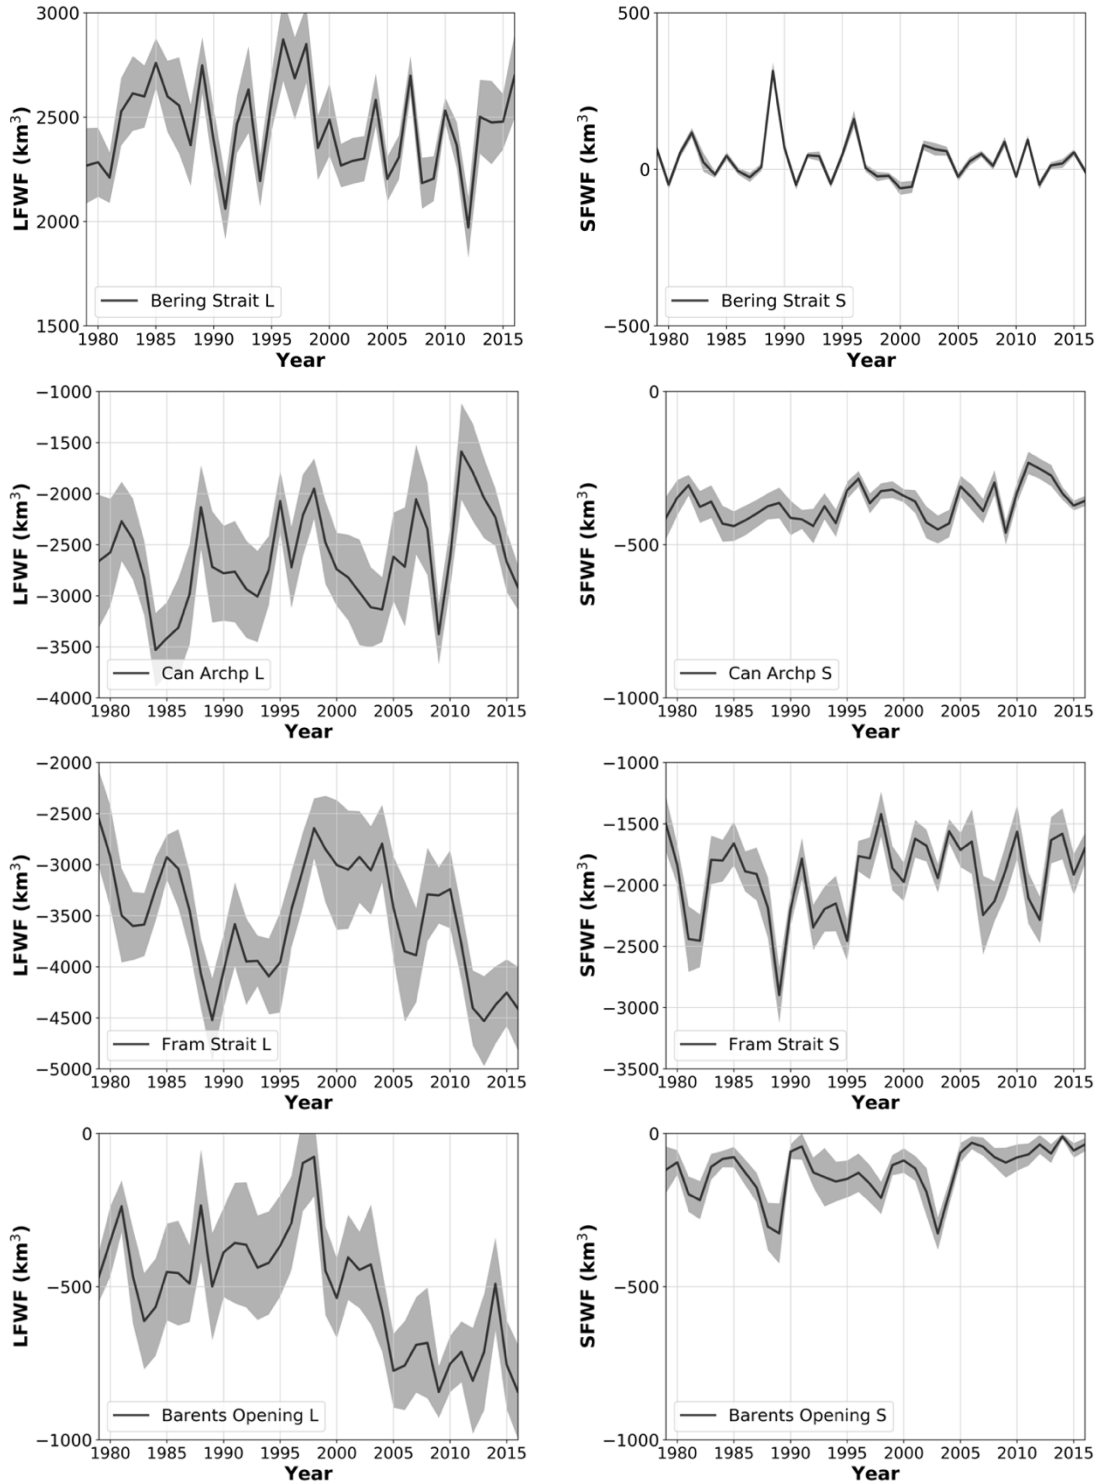 3000
2500
2000
1500
LFWF (km³)
Bering Strait L
1980 1985 1990 1995 2000 2005 2010 2015
Year
500
0
−500
SFWF (km³)
Bering Strait S
1980 1985 1990 1995 2000 2005 2010 2015
Year
−1000
−1500
−2000
−2500
−3000
−3500
−4000
LFWF (km³)
Can Archp L
1980 1985 1990 1995 2000 2005 2010 2015
Year
0
−500
−1000
SFWF (km³)
Can Archp S
1980 1985 1990 1995 2000 2005 2010 2015
Year
−2000
−2500
−3000
−3500
−4000
−4500
−5000
LFWF (km³)
Fram Strait L
1980 1985 1990 1995 2000 2005 2010 2015
Year
−1000
−1500
−2000
−2500
−3000
−3500
SFWF (km³)
Fram Strait S
1980 1985 1990 1995 2000 2005 2010 2015
Year
0
−500
−1000
LFWF (km³)
Barents Opening L
1980 1985 1990 1995 2000 2005 2010 2015
Year
0
−500
−1000
SFWF (km³)
Barents Opening S
1980 1985 1990 1995 2000 2005 2010 2015
Year